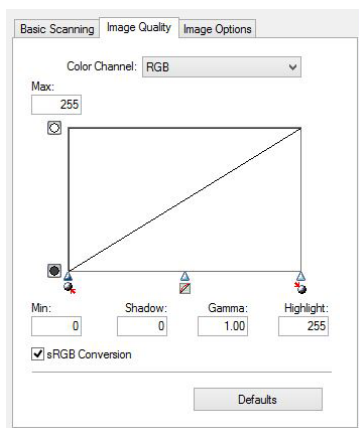 Basic Scanning Image Quality Image Options
Color Channel: RGB
Max:
255
Min: Shadow: Gamma: Highlight:
0 0 1.00 255
sRGB Conversion
Defaults